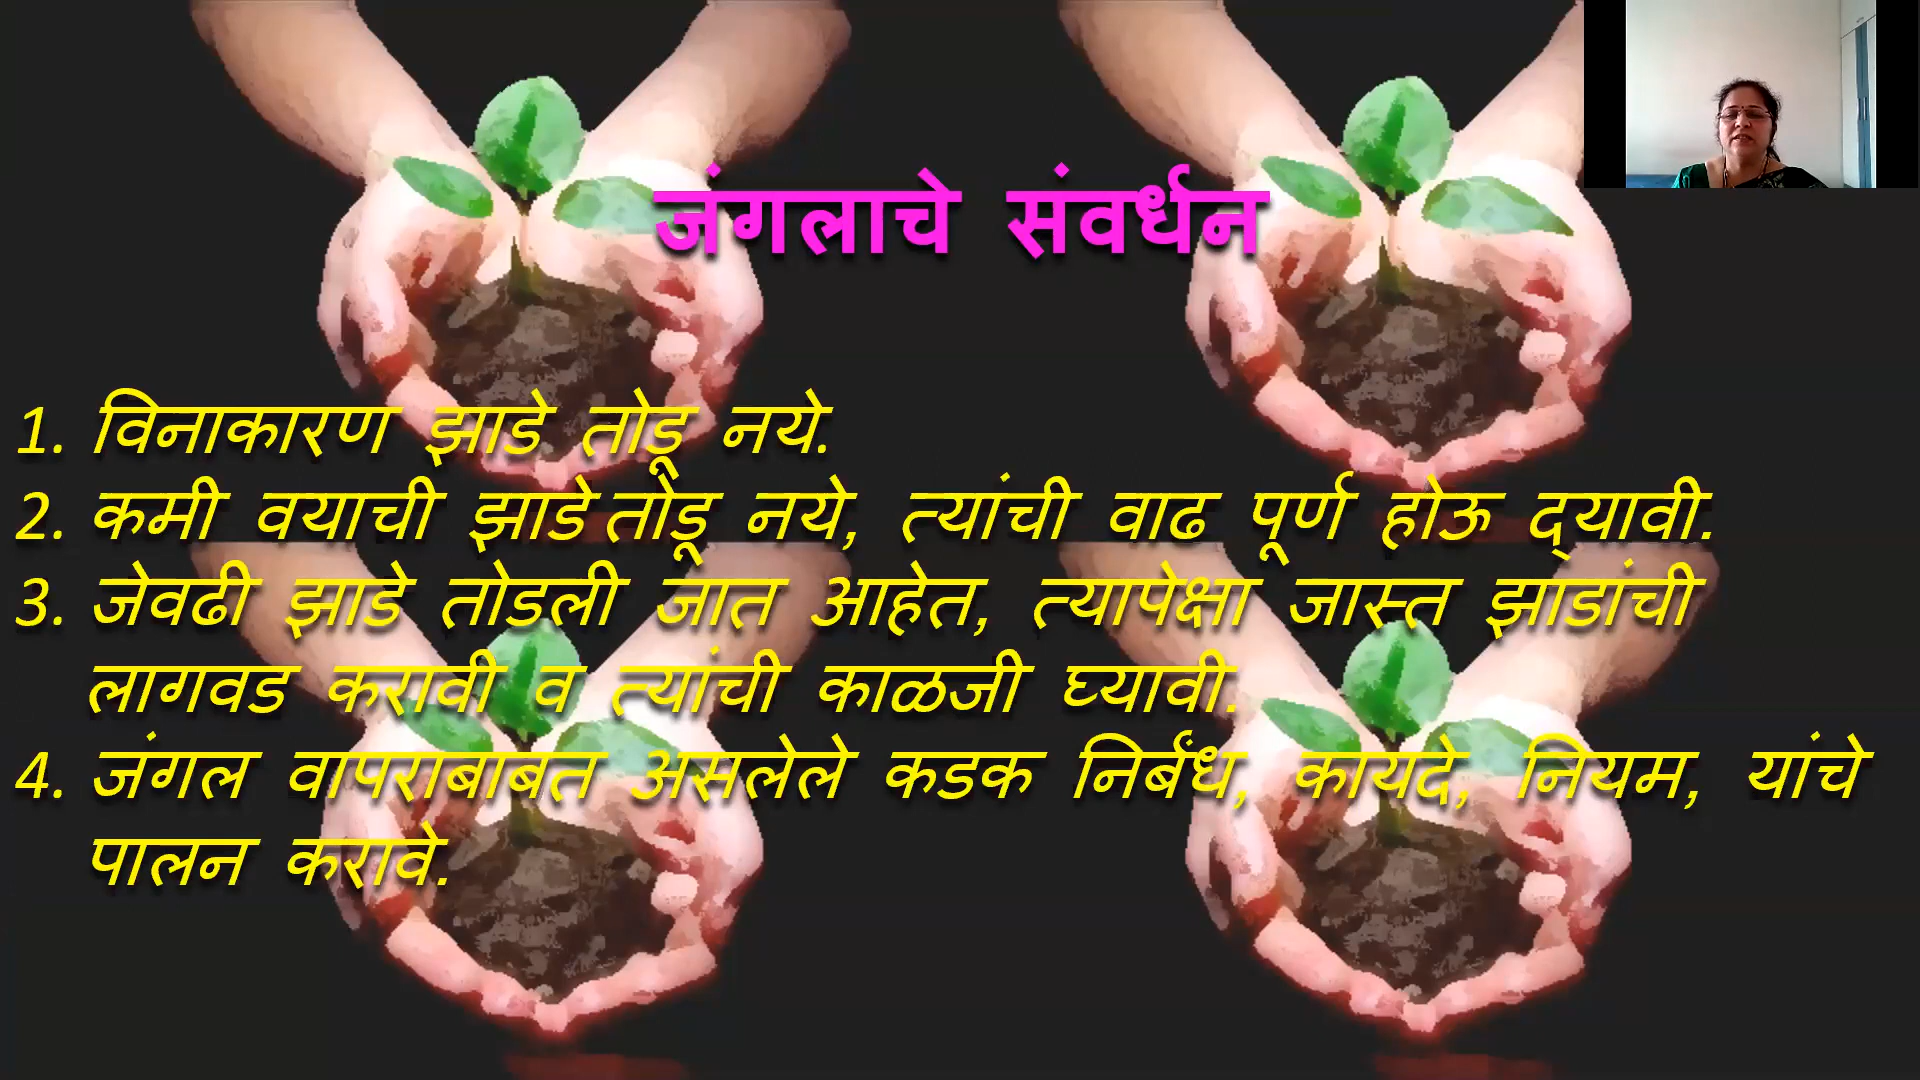 जंगलाचे संवर्धन
1. विनाकारण झाडे तोडू नये.
2. कमी वयाची झाडे तोडू नये, त्यांची वाढ पूर्ण होऊ द्यावी.
3. जेवढी झाडे तोडली जात आहेत, त्यापेक्षा जास्त झाडांची
लागवड करावी व त्यांची काळजी घ्यावी.
4. जंगल वापराबाबत असलेले कडक निर्बंध, कायदे, नियम, यांचे
पालन करावे.